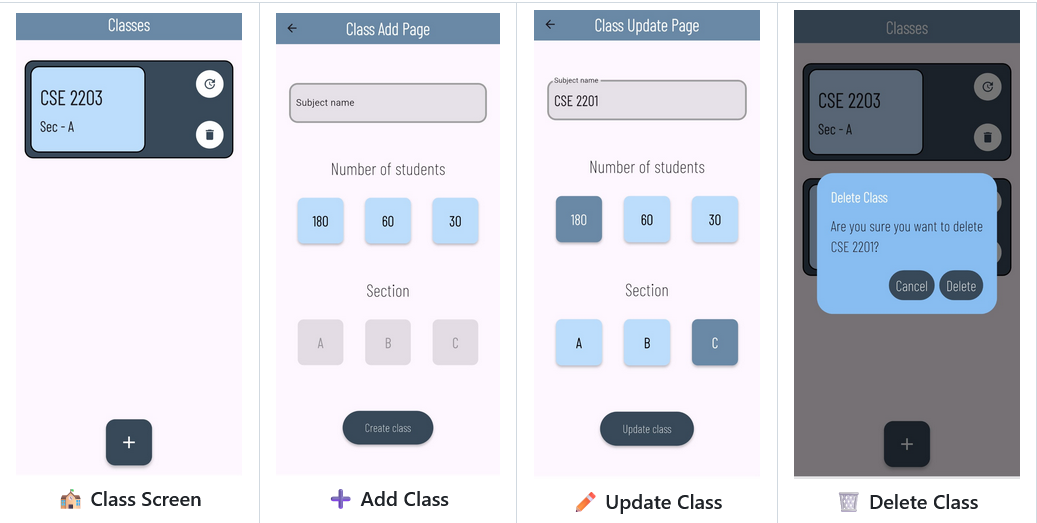 Classes
CSE 2203
Sec - A
+
Class Screen
Class Add Page
Subject name
Number of students
180 60 30
Section
A B C
Create class
Add Class
Class Update Page
Subject name
CSE 2201
Number of students
180 60 30
Section
A B C
Update class
Update Class
Classes
CSE 2203
Sec - A
Delete Class
Are you sure you want to delete
CSE 2201?
Cancel Delete
+
Delete Class